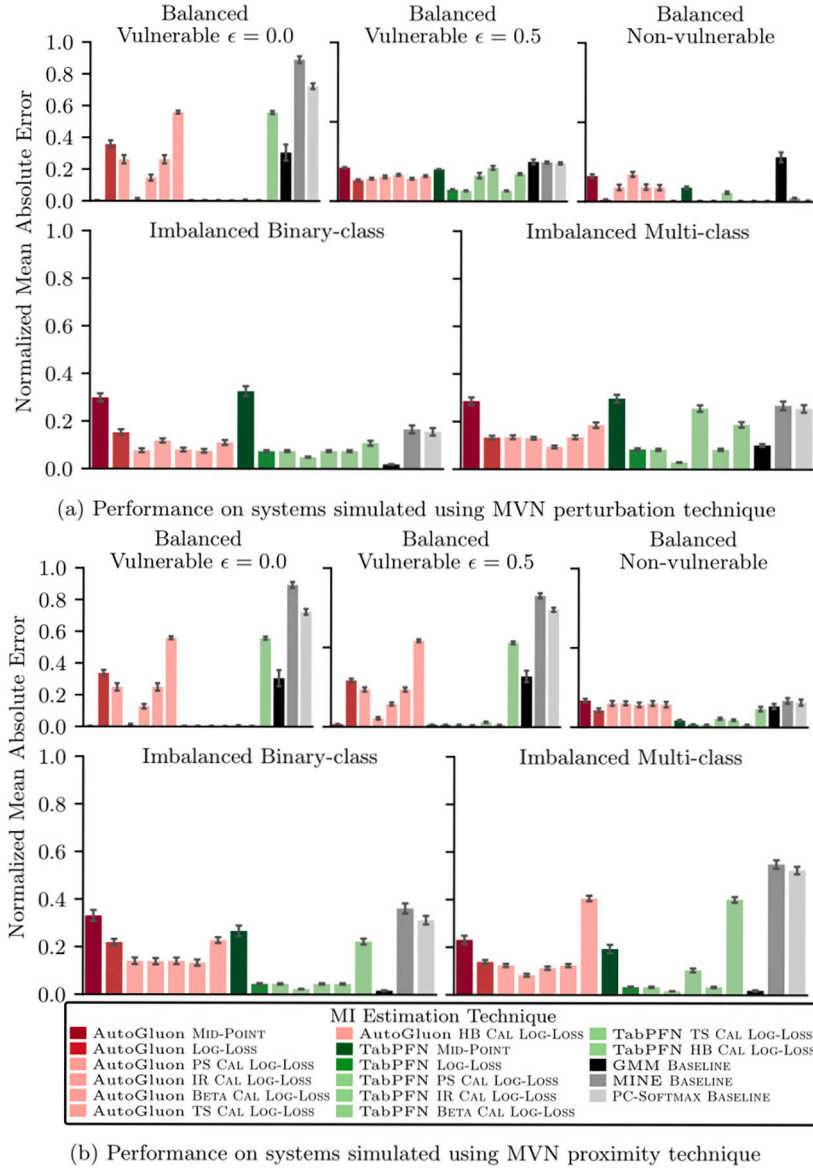 Balanced
Vulnerable ϵ = 0.0
Balanced
Vulnerable ϵ = 0.5
Balanced
Non-vulnerable
Normalized Mean Absolute Error
1.0
0.8
0.6
0.4
0.2
0.0
Imbalanced Binary-class
Imbalanced Multi-class
1.0
0.8
0.6
0.4
0.2
0.0
(a) Performance on systems simulated using MVN perturbation technique
Balanced
Vulnerable ϵ = 0.0
Balanced
Vulnerable ϵ = 0.5
Balanced
Non-vulnerable
Normalized Mean Absolute Error
1.0
0.8
0.6
0.4
0.2
0.0
Imbalanced Binary-class
Imbalanced Multi-class
1.0
0.8
0.6
0.4
0.2
0.0
MI Estimation Technique
AutoGluon MID-POINT
AutoGluon LOG-LOSS
AutoGluon PS CAL LOG-LOSS
AutoGluon IR CAL LOG-LOSS
AutoGluon BETA CAL LOG-LOSS
AutoGluon TS CAL LOG-LOSS
AutoGluon HB CAL LOG-LOSS
TabPFN MID-POINT
TabPFN LOG-LOSS
TabPFN PS CAL LOG-LOSS
TabPFN IR CAL LOG-LOSS
TabPFN BETA CAL LOG-LOSS
TabPFN TS CAL LOG-LOSS
TabPFN HB CAL LOG-LOSS
GMM BASELINE
MINE BASELINE
PC-SOFTMAX BASELINE
(b) Performance on systems simulated using MVN proximity technique